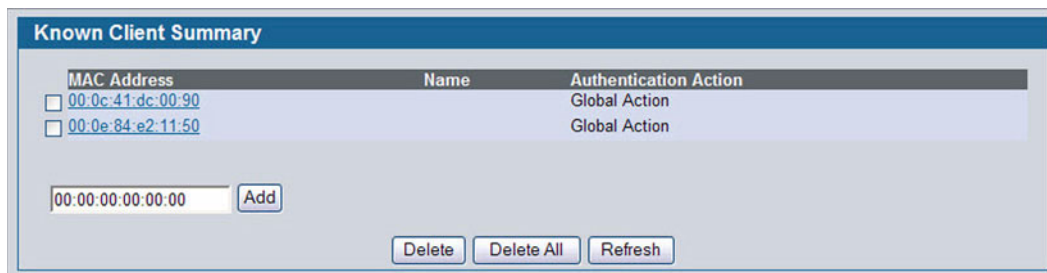 Known Client Summary
MAC Address Name Authentication Action
00:0c:41:dc:00:90 Global Action
00:0e:84:e2:11:50 Global Action
00:00:00:00:00:00 Add
Delete Delete All Refresh